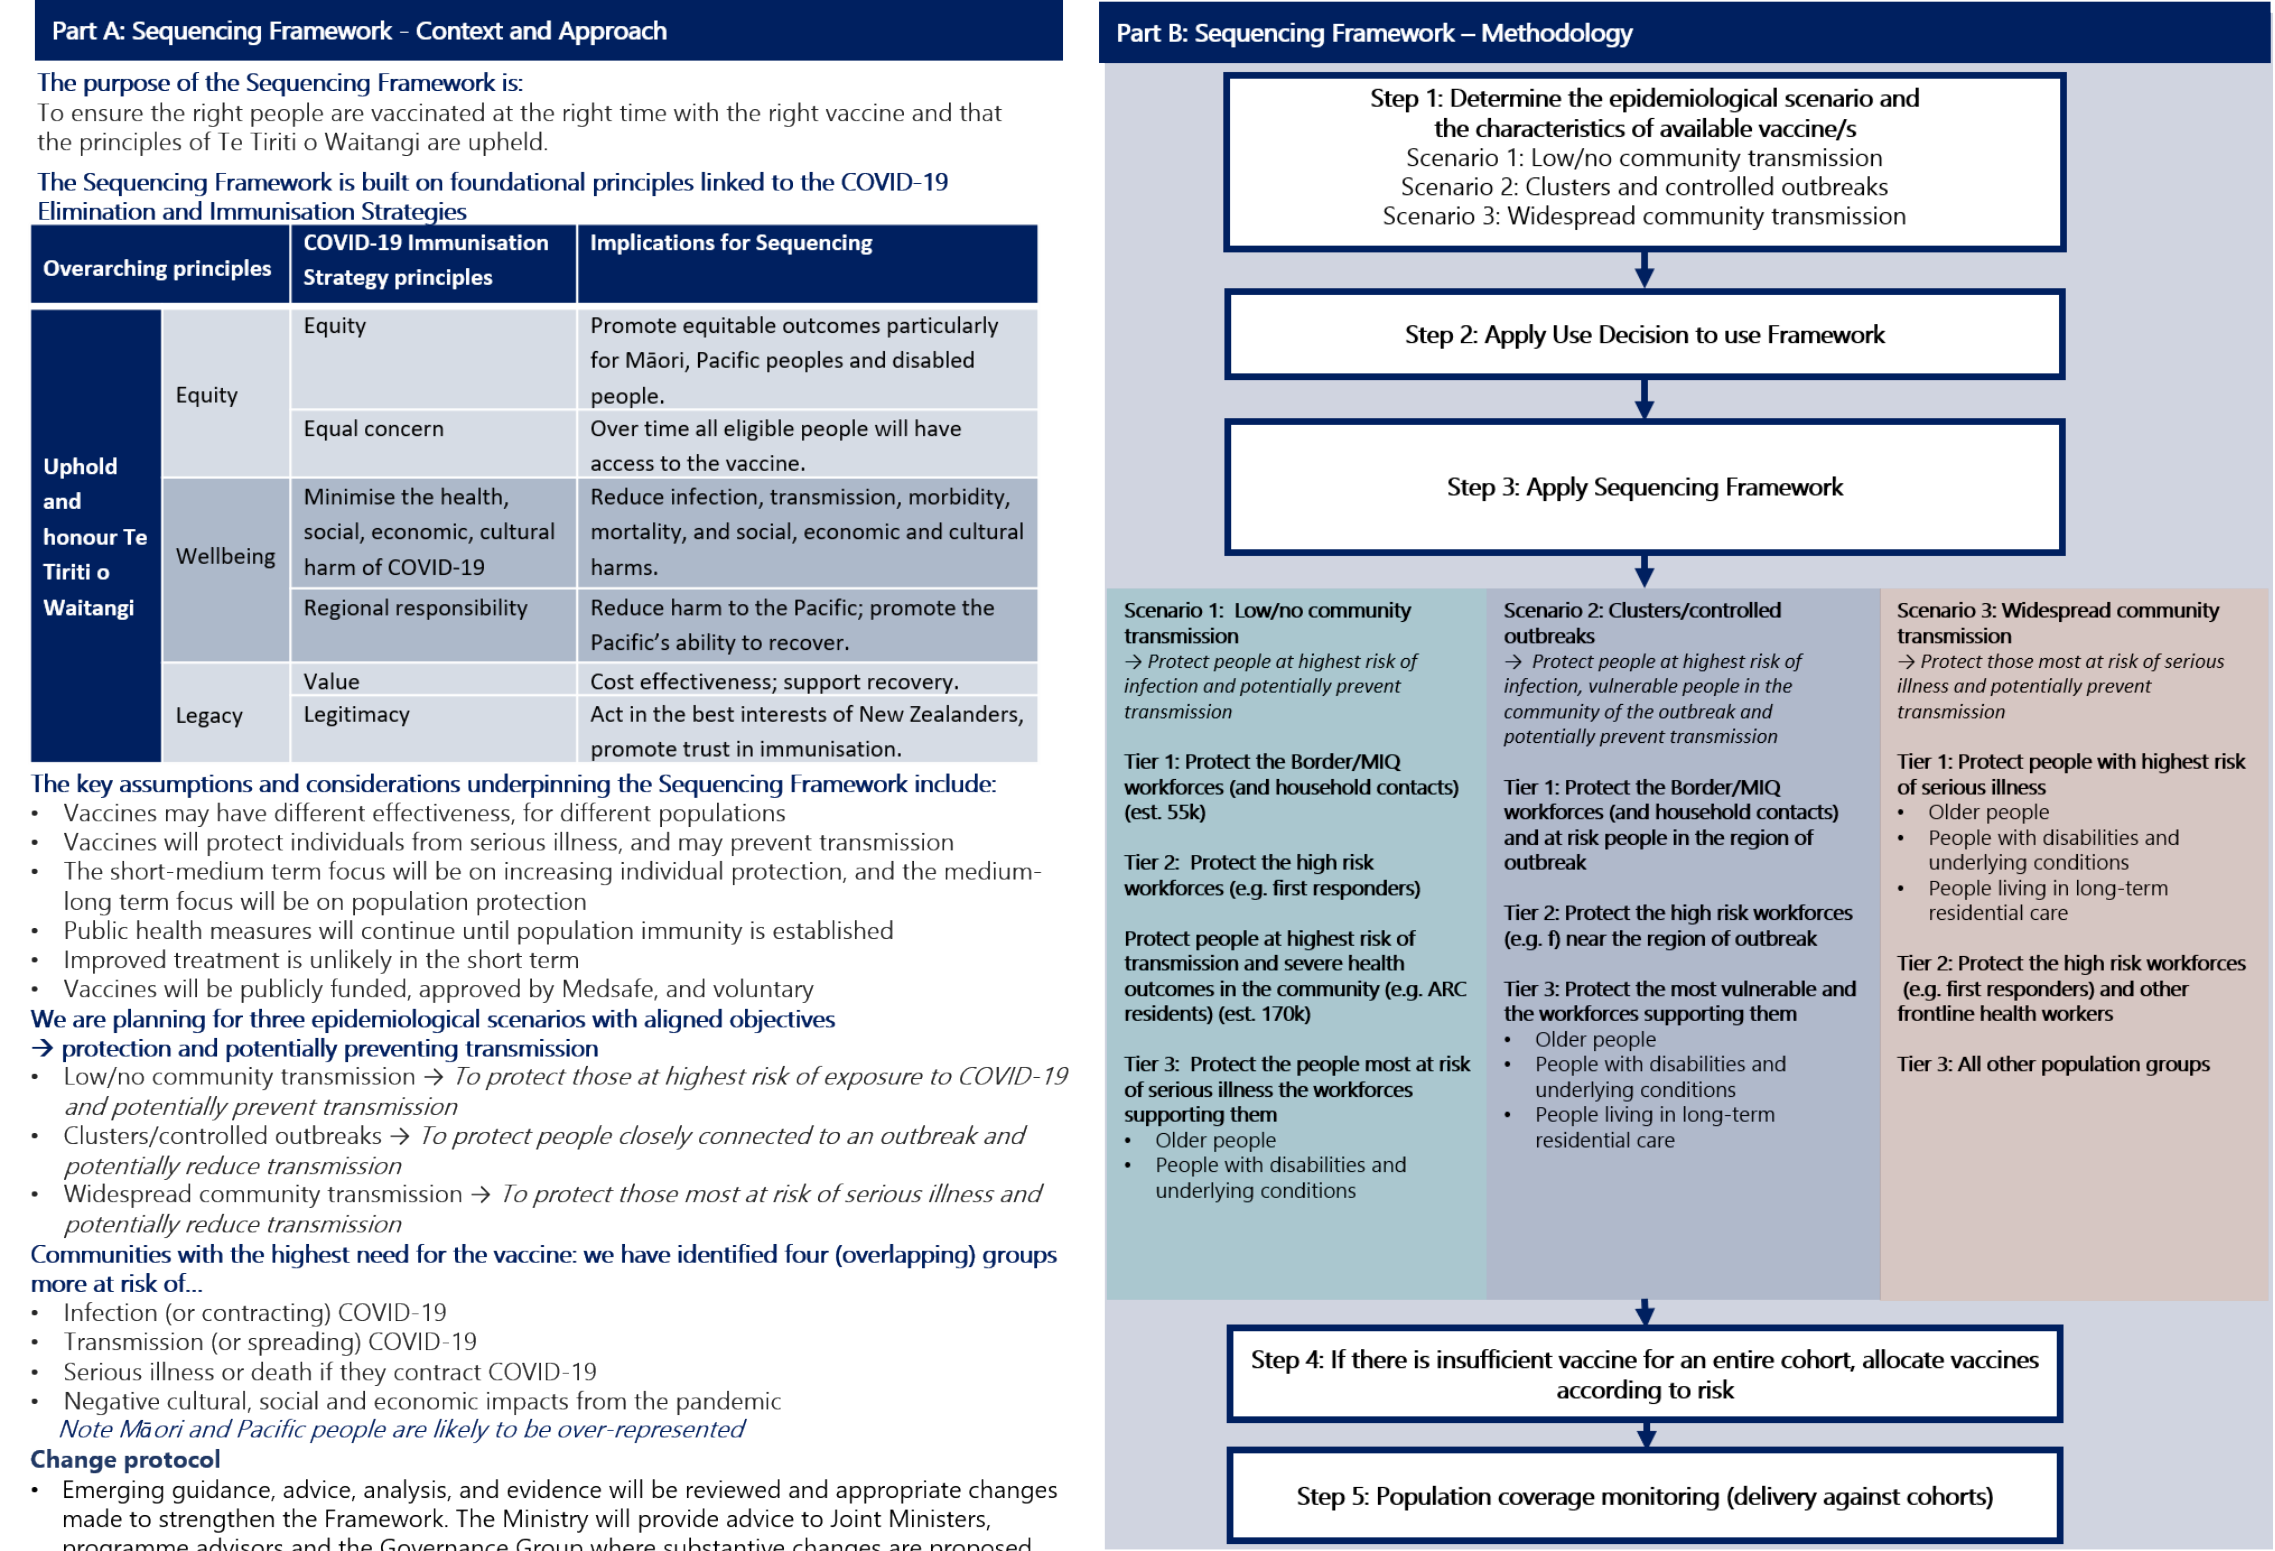 Part A: Sequencing Framework - Context and Approach
The purpose of the Sequencing Framework is:
To ensure the right people are vaccinated at the right time with the right vaccine and that
the principles of Te Tiriti o Waitangi are upheld.
The Sequencing Framework is built on foundational principles linked to the COVID-19
Elimination and Immunisation Strategies
Overarching principles
COVID-19 Immunisation
Strategy principles
Implications for Sequencing
Uphold
and
honour Te
Tiriti o
Waitangi
Equity
Equity
Promote equitable outcomes particularly
for Māori, Pacific peoples and disabled
people.
Equal concern
Over time all eligible people will have
access to the vaccine.
Wellbeing
Minimise the health,
social, economic, cultural
harm of COVID-19
Reduce infection, transmission, morbidity,
mortality, and social, economic and cultural
harms.
Regional responsibility
Reduce harm to the Pacific; promote the
Pacific's ability to recover.
Legacy
Value
Cost effectiveness; support recovery.
Legitimacy
Act in the best interests of New Zealanders,
promote trust in immunisation.
The key assumptions and considerations underpinning the Sequencing Framework include:
• Vaccines may have different effectiveness, for different populations
• Vaccines will protect individuals from serious illness, and may prevent transmission
• The short-medium term focus will be on increasing individual protection, and the medium-
long term focus will be on population protection
• Public health measures will continue until population immunity is established
• Improved treatment is unlikely in the short term
• Vaccines will be publicly funded, approved by Medsafe, and voluntary
We are planning for three epidemiological scenarios with aligned objectives
→ protection and potentially preventing transmission
• Low/no community transmission → To protect those at highest risk of exposure to COVID-19
and potentially prevent transmission
• Clusters/controlled outbreaks → To protect people closely connected to an outbreak and
potentially reduce transmission
• Widespread community transmission → To protect those most at risk of serious illness and
potentially reduce transmission
Communities with the highest need for the vaccine: we have identified four (overlapping) groups
more at risk of...
• Infection (or contracting) COVID-19
• Transmission (or spreading) COVID-19
• Serious illness or death if they contract COVID-19
• Negative cultural, social and economic impacts from the pandemic
Note Māori and Pacific people are likely to be over-represented
Change protocol
• Emerging guidance, advice, analysis, and evidence will be reviewed and appropriate changes
made to strengthen the Framework. The Ministry will provide advice to Joint Ministers,
programme advisors and the Governance Group where substantive changes are proposed
Part B: Sequencing Framework – Methodology
Step 1: Determine the epidemiological scenario and
the characteristics of available vaccine/s
Scenario 1: Low/no community transmission
Scenario 2: Clusters and controlled outbreaks
Scenario 3: Widespread community transmission
Step 2: Apply Use Decision to use Framework
Step 3: Apply Sequencing Framework
Scenario 1: Low/no community
transmission
→ Protect people at highest risk of
infection and potentially prevent
transmission
Tier 1: Protect the Border/MIQ
workforces (and household contacts)
(est. 55k)
Tier 2: Protect the high risk
workforces (e.g. first responders)
Protect people at highest risk of
transmission and severe health
outcomes in the community (e.g. ARC
residents) (est. 170k)
Tier 3: Protect the people most at risk
of serious illness the workforces
supporting them
• Older people
• People with disabilities and
underlying conditions
Scenario 2: Clusters/controlled
outbreaks
→ Protect people at highest risk of
infection, vulnerable people in the
community of the outbreak and
potentially prevent transmission
Tier 1: Protect the Border/MIQ
workforces (and household contacts)
and at risk people in the region of
outbreak
Tier 2: Protect the high risk workforces
(e.g. f) near the region of outbreak
Tier 3: Protect the most vulnerable and
the workforces supporting them
• Older people
• People with disabilities and
underlying conditions
• People living in long-term
residential care
Scenario 3: Widespread community
transmission
→ Protect those most at risk of serious
illness and potentially prevent
transmission
Tier 1: Protect people with highest risk
of serious illness
• Older people
• People with disabilities and
underlying conditions
• People living in long-term
residential care
Tier 2: Protect the high risk workforces
(e.g. first responders) and other
frontline health workers
Tier 3: All other population groups
Step 4: If there is insufficient vaccine for an entire cohort, allocate vaccines
according to risk
Step 5: Population coverage monitoring (delivery against cohorts)